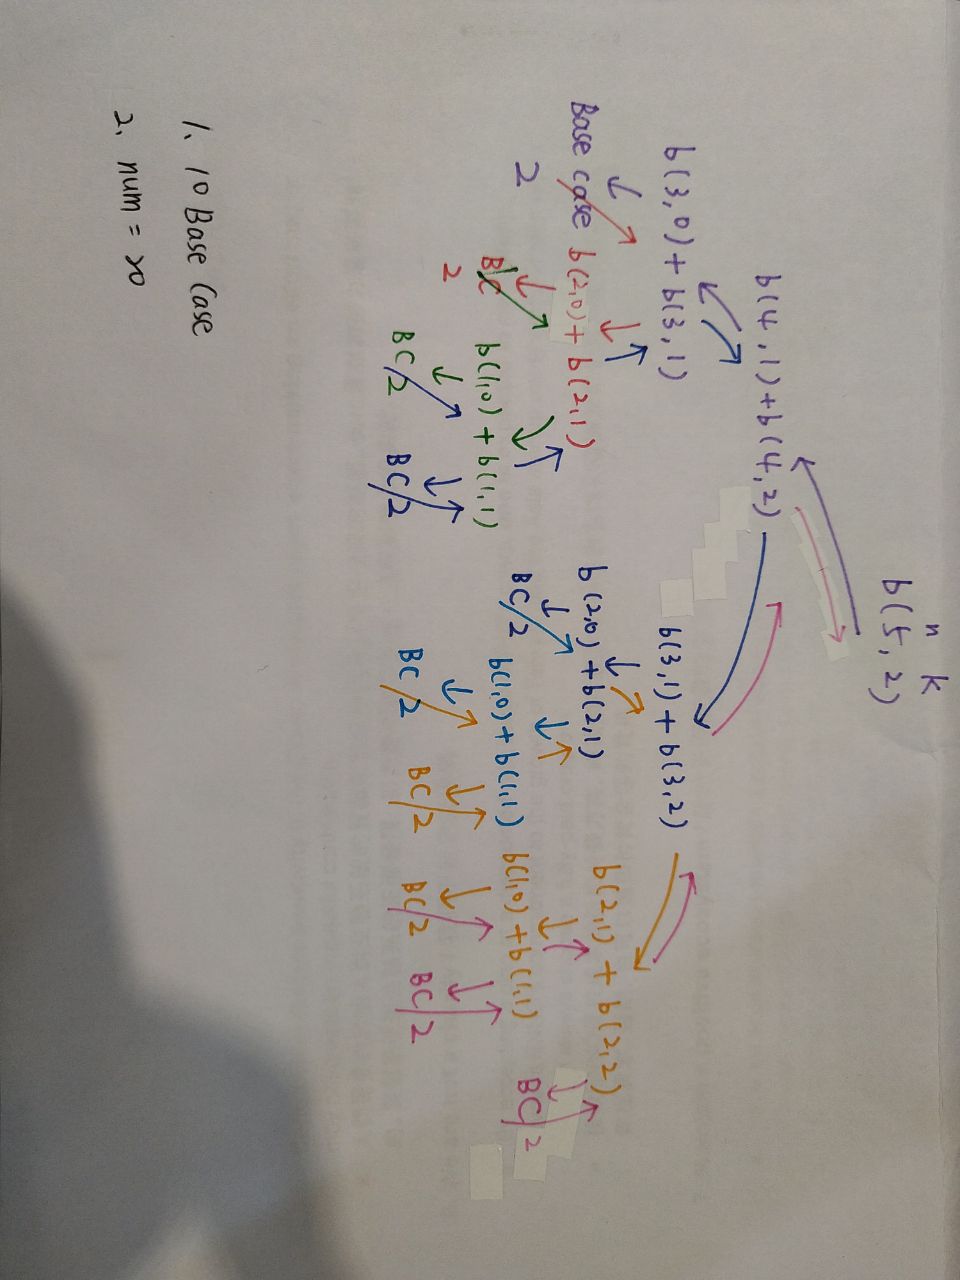 n k
b(5, 2)
b(4,1)+b(4,2)
b(3,0)+b(3,1)
b(3,1)+b(3,2)
Base case
2
b(2,0)+b(2,1)
b(2,0)+b(2,1)
b(2,1)+b(2,2)
BC
2
b(1,0)+b(1,1)
BC/2
b(1,0)+b(1,1)
b(1,0)+b(1,1)
BC/2
BC/2
BC/2
BC/2
BC/2
BC/2
BC/2
1. 10 Base Case
2. num = 20